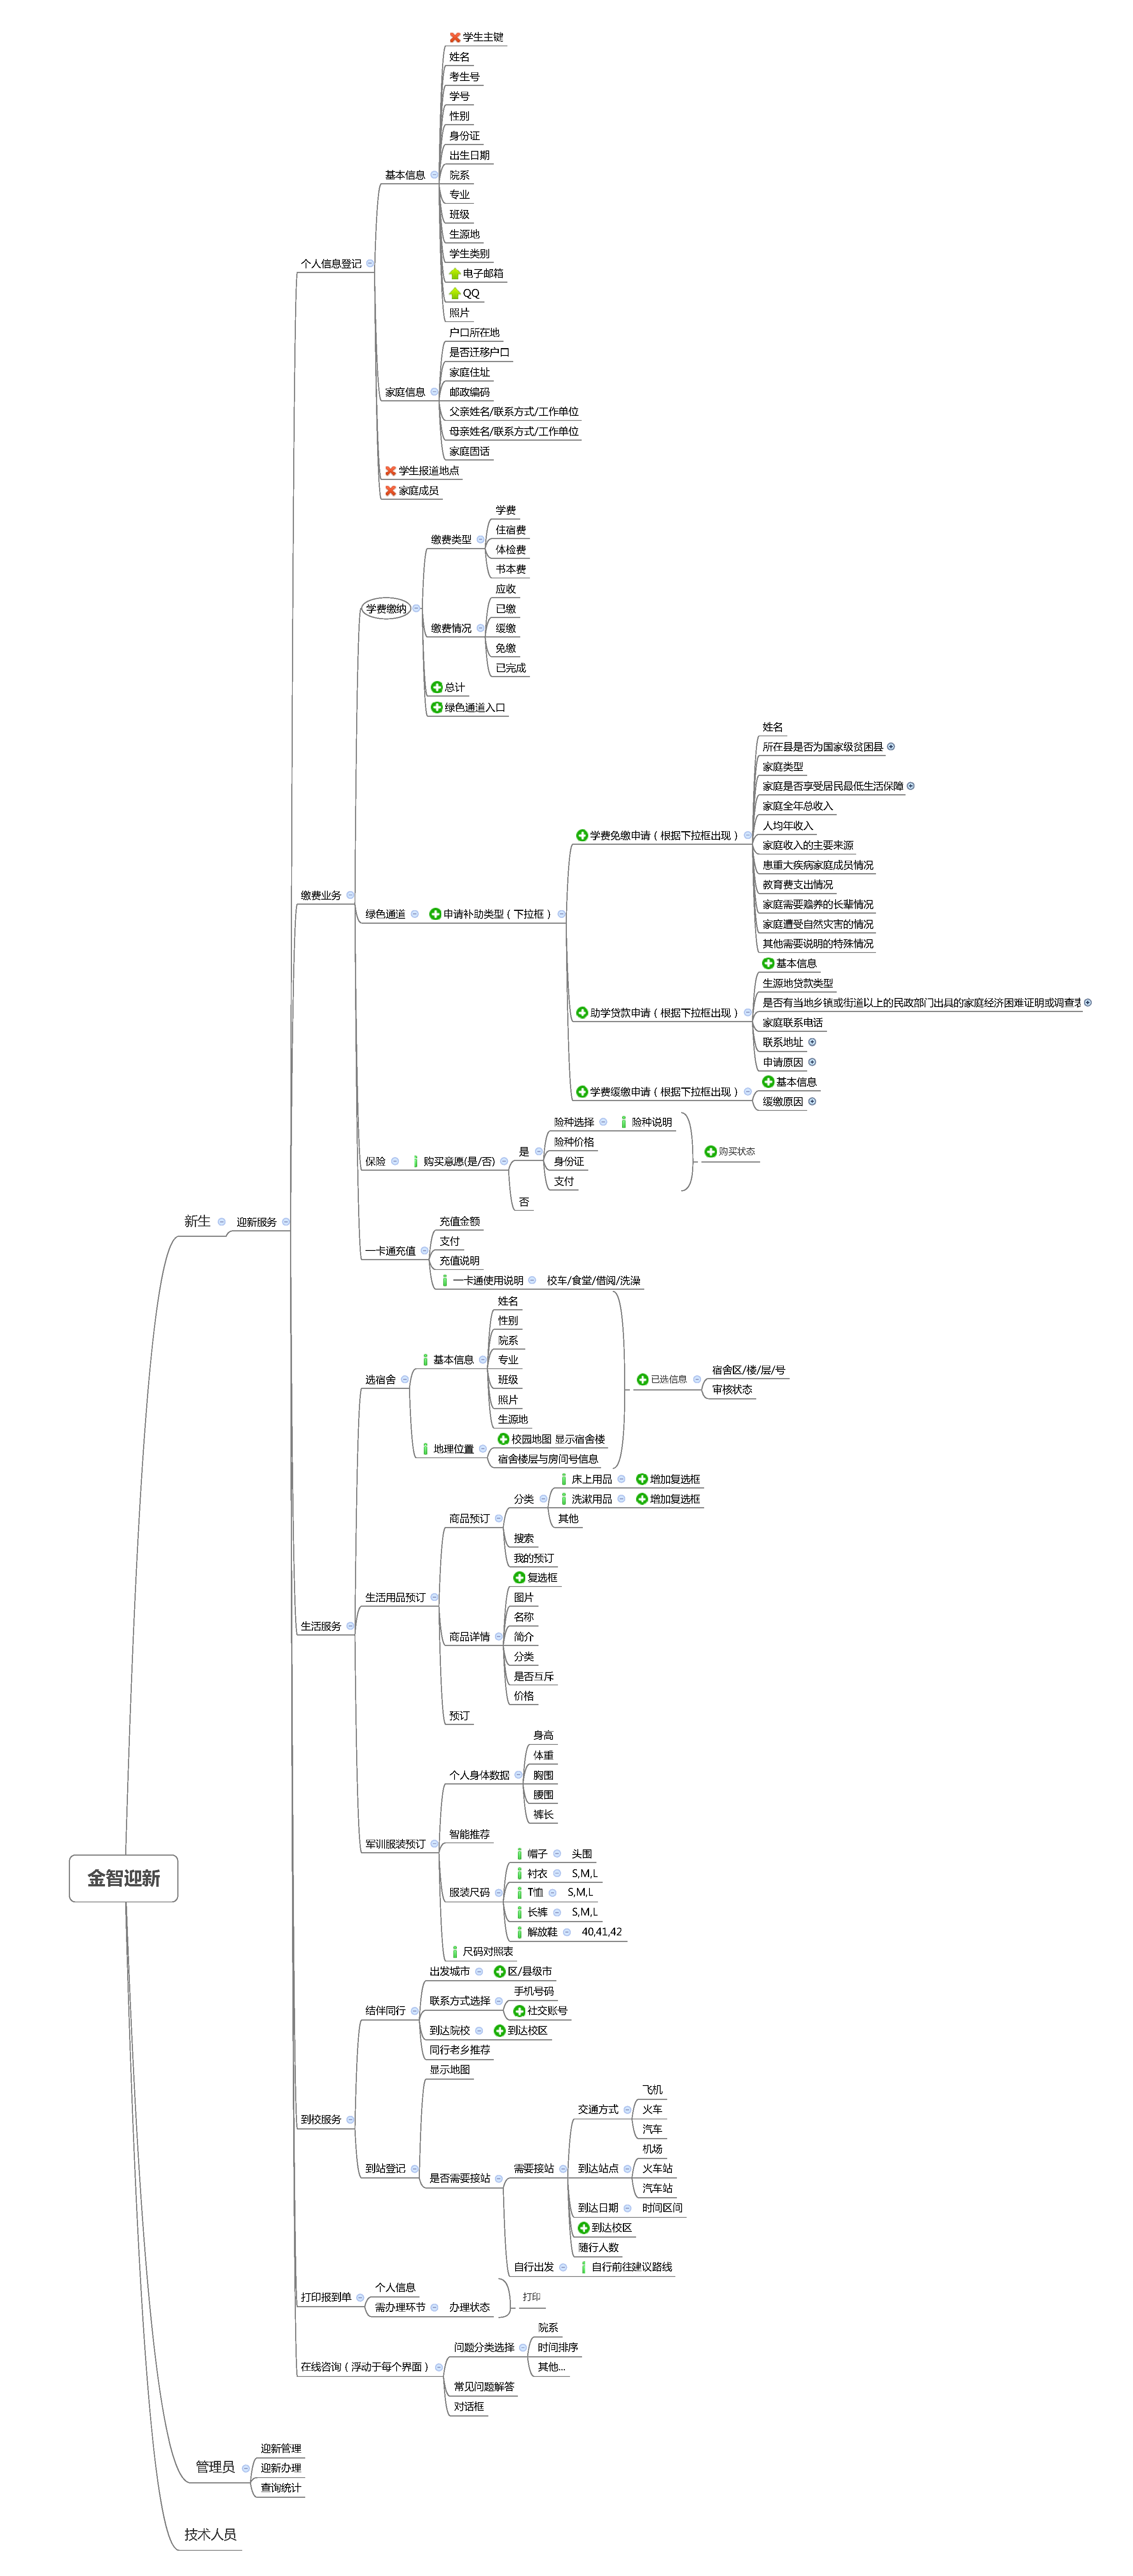 学生主键
姓名
考生号
学号
性别
身份证
出生日期
基本信息
院系
专业
班级
生源地
学生类别
个人信息登记
电子邮箱
QQ
照片
户口所在地
是否迁移户口
家庭住址
家庭信息
邮政编码
父亲姓名/联系方式/工作单位
母亲姓名/联系方式/工作单位
家庭固话
学生报道地点
家庭成员
学费
缴费类型
住宿费
体检费
书本费
应收
学费缴纳
已缴
缴费情况
缓缴
免缴
已完成
总计
绿色通道入口
姓名
所在县是否为国家级贫困县
家庭类型
家庭是否享受居民最低生活保障
家庭全年总收入
人均年收入
学费免缴申请（根据下拉框出现）
家庭收入的主要来源
患重大疾病家庭成员情况
教育费支出情况
缴费业务
家庭需要赡养的长辈情况
绿色通道
申请补助类型（下拉框）
家庭遭受自然灾害的情况
其他需要说明的特殊情况
基本信息
生源地贷款类型
是否有当地乡镇或街道以上的民政部门出具的家庭经济困难证明或调查表
助学贷款申请（根据下拉框出现）
家庭联系电话
联系地址
申请原因
基本信息
学费缓缴申请（根据下拉框出现）
缓缴原因
险种选择
险种说明
险种价格
是
购买状态
保险
购买意愿(是/否)
身份证
支付
否
新生
迎新服务
充值金额
支付
一卡通充值
充值说明
一卡通使用说明
校车/食堂/借阅/洗澡
姓名
性别
院系
基本信息
专业
宿舍区/楼/层/号
选宿舍
班级
已选信息
审核状态
照片
生源地
校园地图 显示宿舍楼
地理位置
宿舍楼层与房间号信息
床上用品
增加复选框
分类
洗漱用品
增加复选框
商品预订
其他
搜索
我的预订
复选框
生活用品预订
图片
名称
生活服务
商品详情
简介
分类
是否互斥
价格
预订
身高
体重
个人身体数据
胸围
腰围
裤长
智能推荐
军训服装预订
帽子
头围
衬衣
S,M,L
金智迎新
服装尺码
T恤
S,M,L
长裤
S,M,L
解放鞋
40,41,42
尺码对照表
出发城市
区/县级市
手机号码
联系方式选择
结伴同行
社交账号
到达院校
到达校区
同行老乡推荐
显示地图
飞机
交通方式
火车
到校服务
汽车
机场
到站登记
需要接站
到达站点
火车站
是否需要接站
汽车站
到达日期
时间区间
到达校区
随行人数
自行出发
自行前往建议路线
个人信息
打印报到单
打印
需办理环节
办理状态
院系
问题分类选择
时间排序
在线咨询（浮动于每个界面）
其他...
常见问题解答
对话框
迎新管理
管理员
迎新办理
查询统计
技术人员